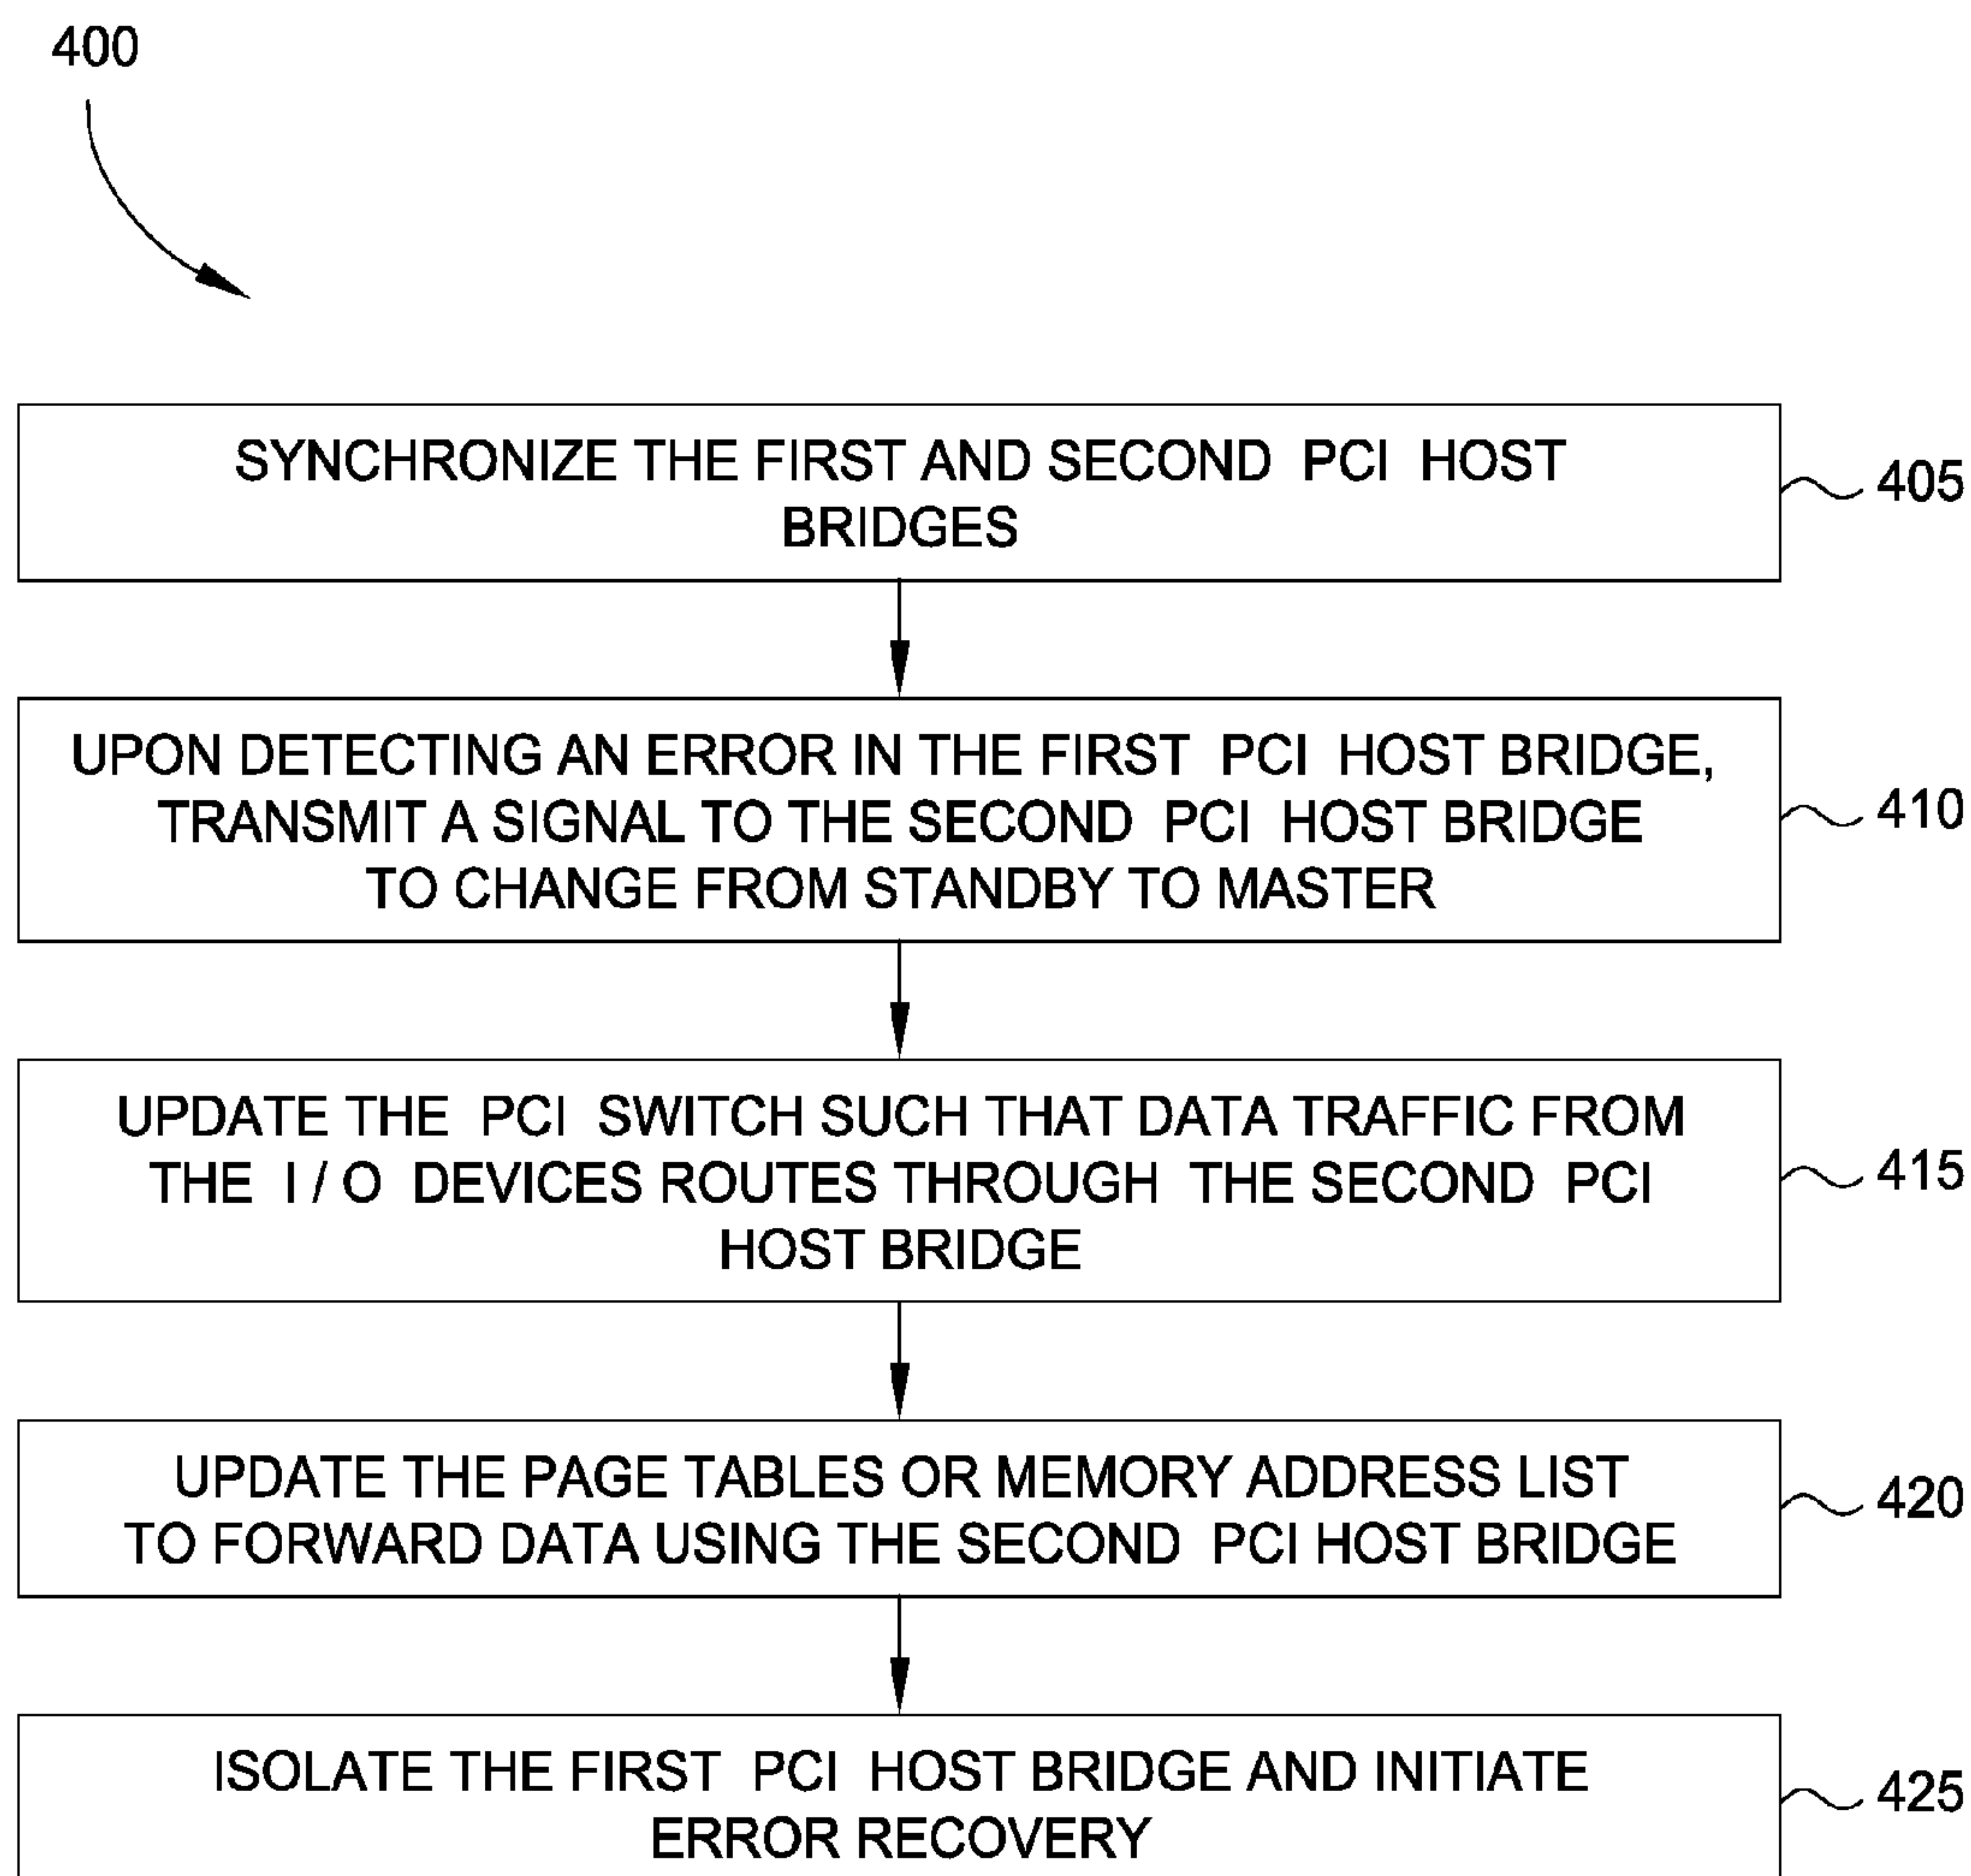 400
SYNCHRONIZE THE FIRST AND SECOND PCI HOST
BRIDGES
405
UPON DETECTING AN ERROR IN THE FIRST PCI HOST BRIDGE,
TRANSMIT A SIGNAL TO THE SECOND PCI HOST BRIDGE
TO CHANGE FROM STANDBY TO MASTER
410
UPDATE THE PCI SWITCH SUCH THAT DATA TRAFFIC FROM
THE I / O DEVICES ROUTES THROUGH THE SECOND PCI
HOST BRIDGE
415
UPDATE THE PAGE TABLES OR MEMORY ADDRESS LIST
TO FORWARD DATA USING THE SECOND PCI HOST BRIDGE
420
ISOLATE THE FIRST PCI HOST BRIDGE AND INITIATE
ERROR RECOVERY
425